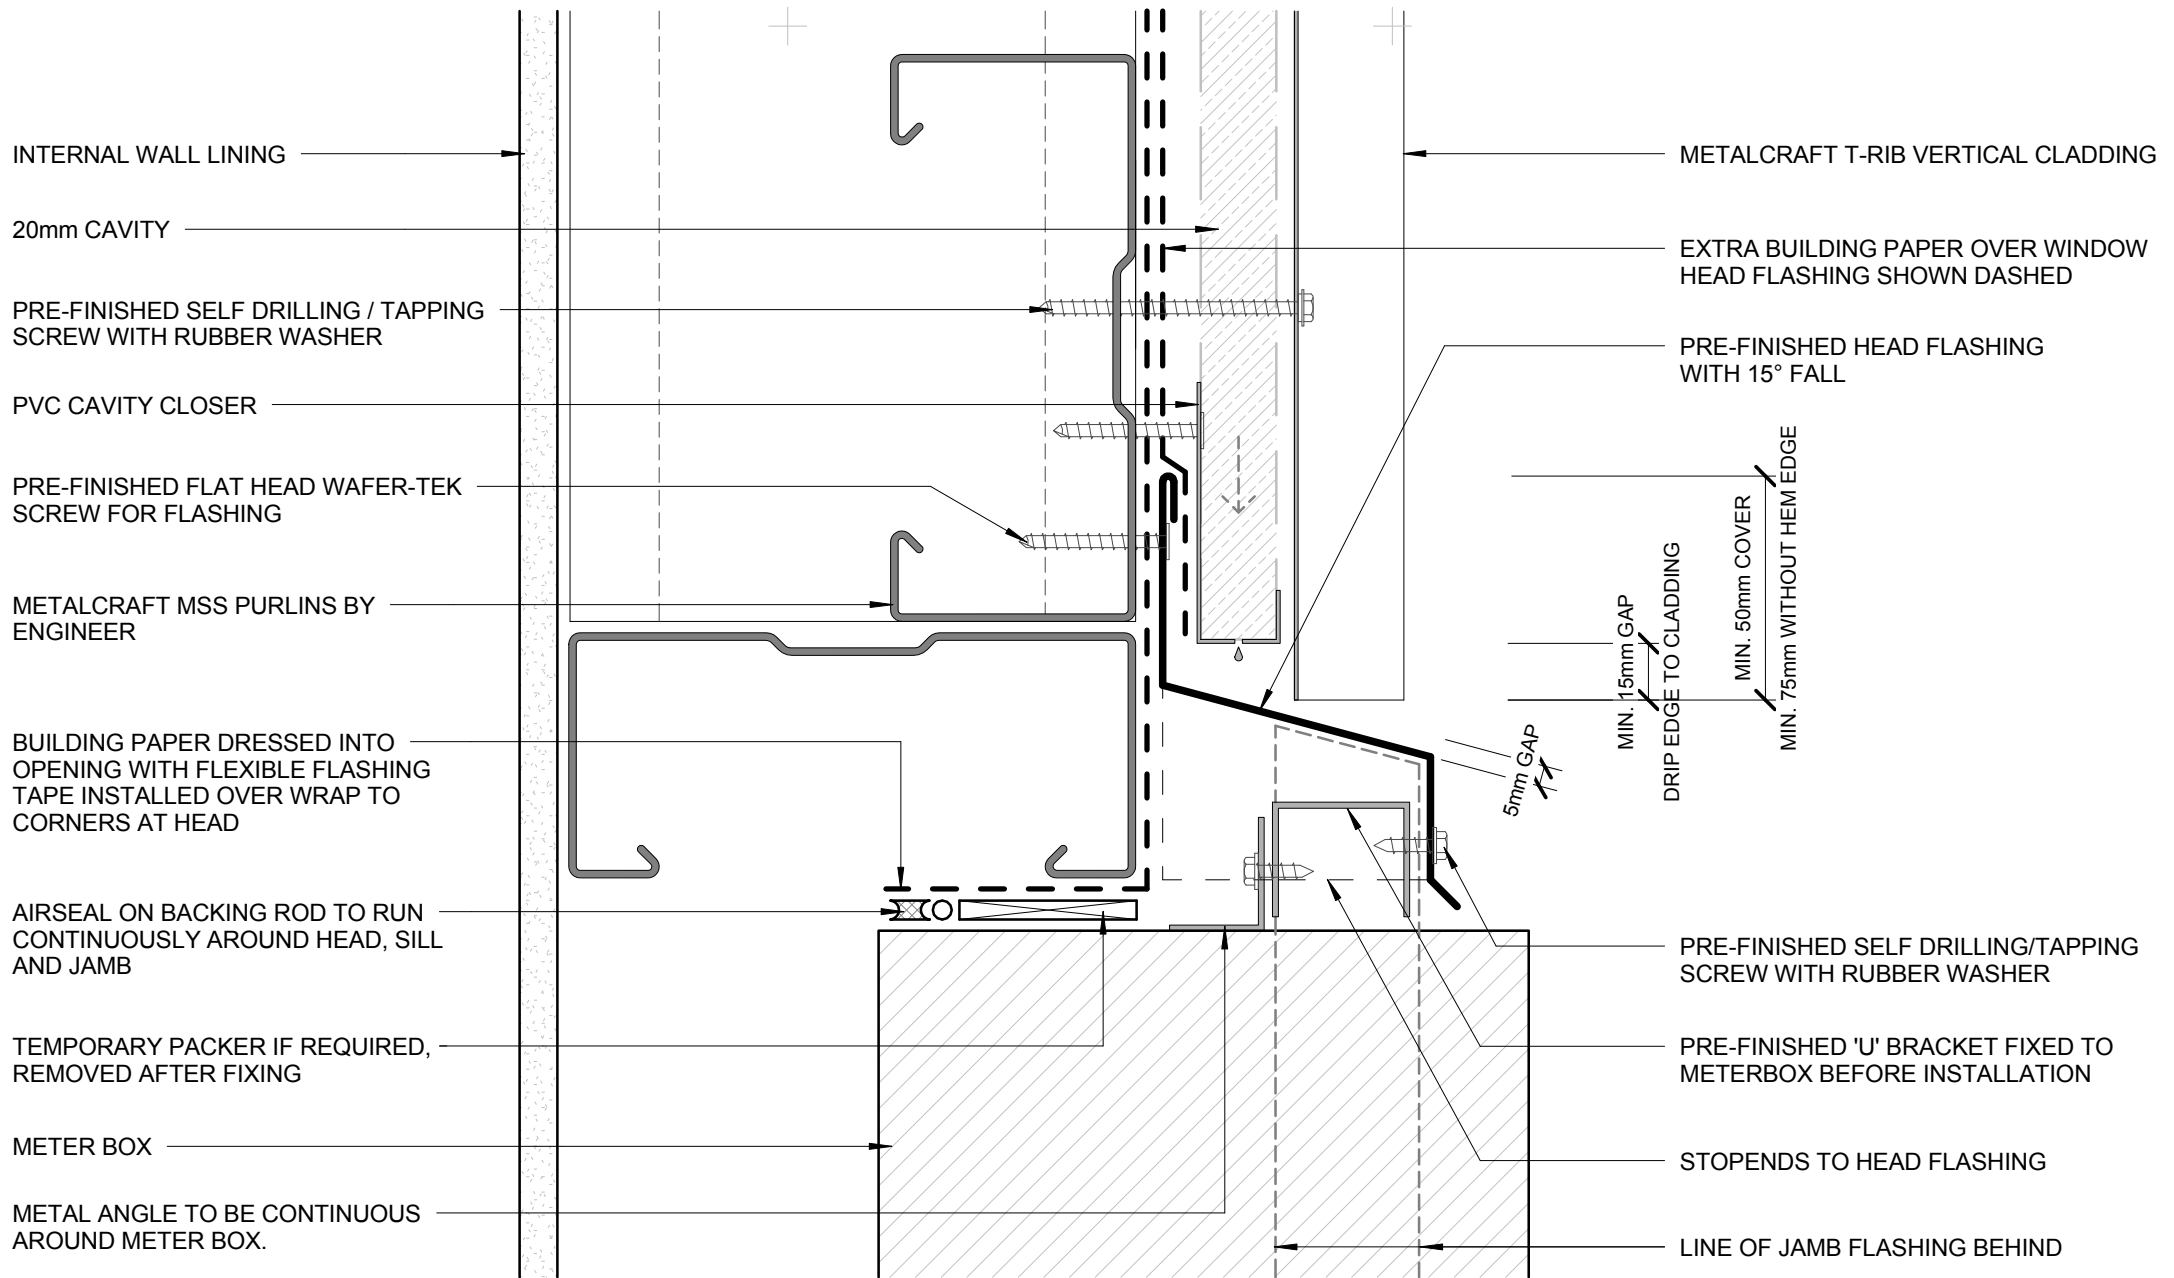 INTERNAL WALL LINING
20mm CAVITY
PRE-FINISHED SELF DRILLING / TAPPING
SCREW WITH RUBBER WASHER
PVC CAVITY CLOSER
PRE-FINISHED FLAT HEAD WAFER-TEK
SCREW FOR FLASHING
METALCRAFT MSS PURLINS BY
ENGINEER
BUILDING PAPER DRESSED INTO
OPENING WITH FLEXIBLE FLASHING
TAPE INSTALLED OVER WRAP TO
CORNERS AT HEAD
AIRSEAL ON BACKING ROD TO RUN
CONTINUOUSLY AROUND HEAD, SILL
AND JAMB
TEMPORARY PACKER IF REQUIRED,
REMOVED AFTER FIXING
METER BOX
METAL ANGLE TO BE CONTINUOUS
AROUND METER BOX.
METALCRAFT T-RIB VERTICAL CLADDING
EXTRA BUILDING PAPER OVER WINDOW
HEAD FLASHING SHOWN DASHED
PRE-FINISHED HEAD FLASHING
WITH 15° FALL
5mm GAP
MIN. 15mm GAP
DRIP EDGE TO CLADDING
MIN. 50mm COVER
MIN. 75mm WITHOUT HEM EDGE
PRE-FINISHED SELF DRILLING/TAPPING
SCREW WITH RUBBER WASHER
PRE-FINISHED 'U' BRACKET FIXED TO
METERBOX BEFORE INSTALLATION
STOPENDS TO HEAD FLASHING
LINE OF JAMB FLASHING BEHIND